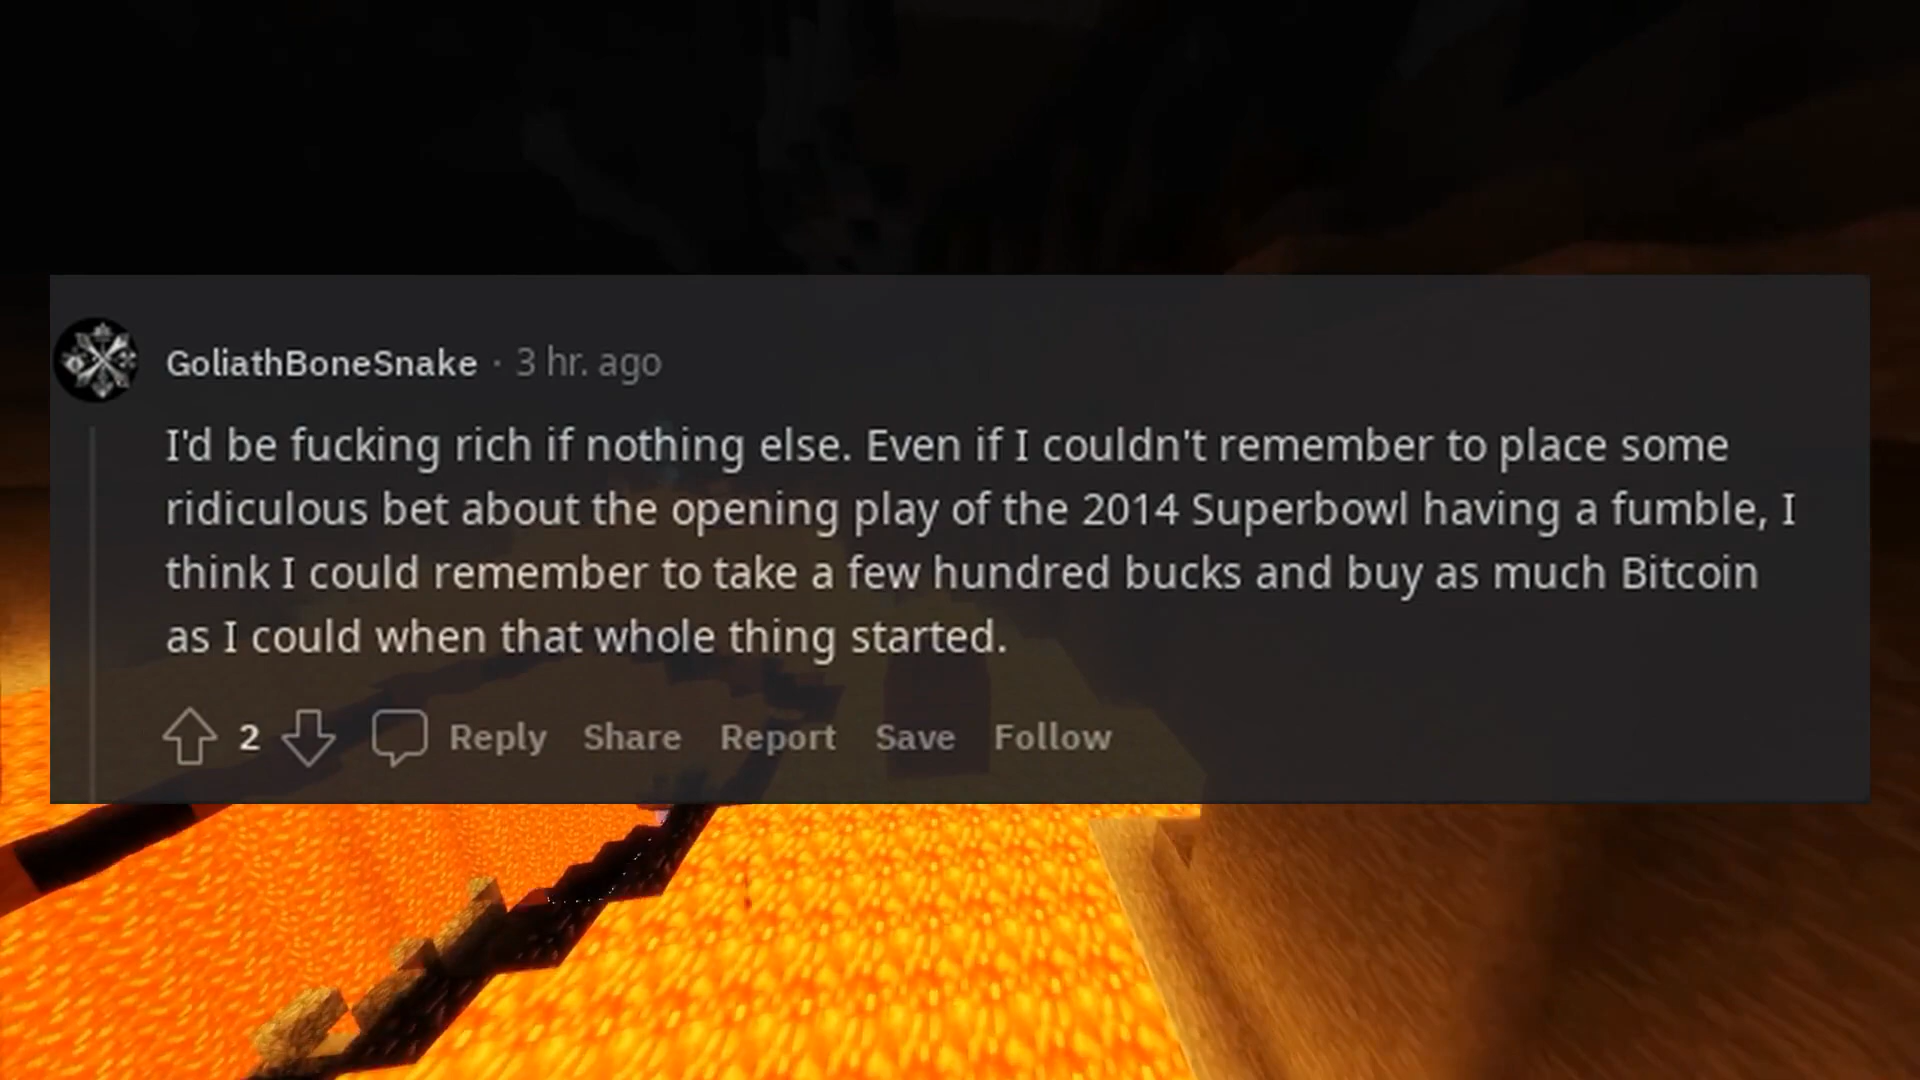 GoliathBoneSnake · 3 hr. ago
I'd be fucking rich if nothing else. Even if I couldn't remember to place some
ridiculous bet about the opening play of the 2014 Superbowl having a fumble, I
think I could remember to take a few hundred bucks and buy as much Bitcoin
as I could when that whole thing started.
2 Reply Share Report Save Follow